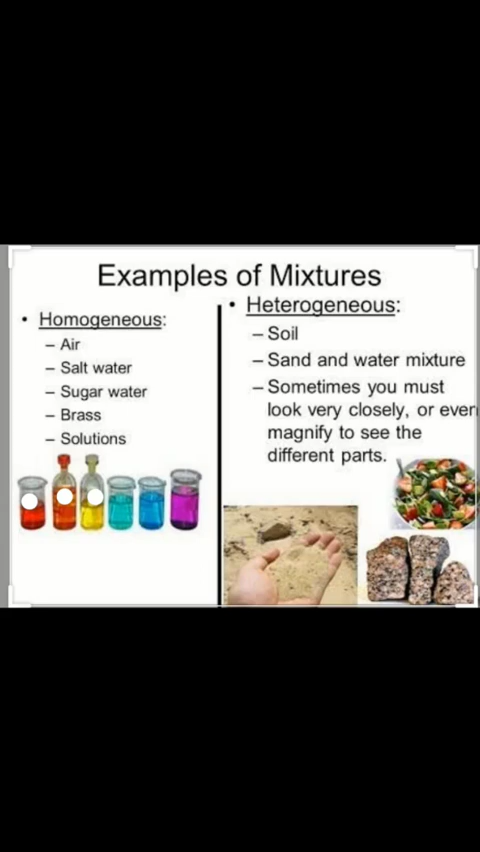 Examples of Mixtures
• Homogeneous:
– Air
– Salt water
– Sugar water
– Brass
– Solutions
• Heterogeneous:
– Soil
– Sand and water mixture
– Sometimes you must
look very closely, or even
magnify to see the
different parts.